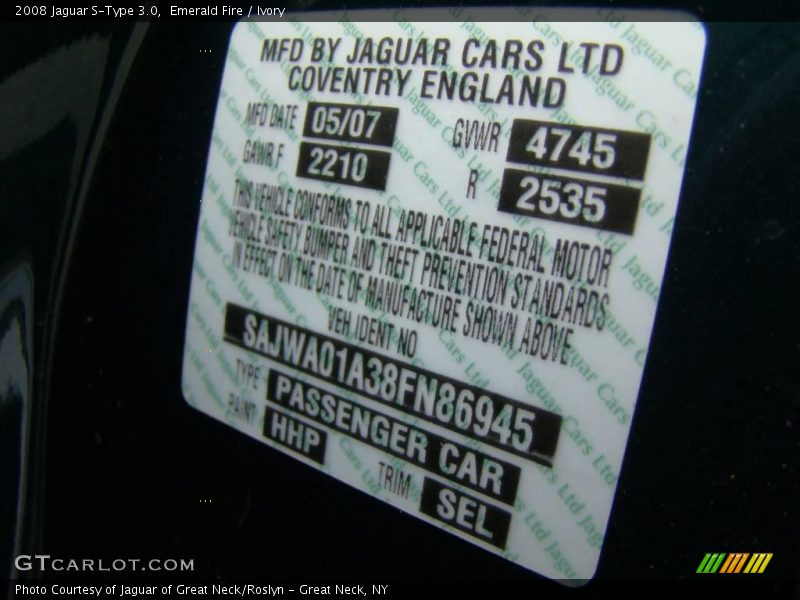 2008 Jaguar S-Type 3.0,  Emerald Fire / Ivory
MFD BY JAGUAR CARS LTD
COVENTRY ENGLAND
MFD DATE 05/07 GVWR 4745
GAWR F 2210 R 2535
THIS VEHICLE CONFORMS TO ALL APPLICABLE FEDERAL MOTOR
VEHICLE SAFETY BUMPER AND THEFT PREVENTION STANDARDS
IN EFFECT ON THE DATE OF MANUFACTURE SHOWN ABOVE
VEH. IDENT NO
SAJWA01A38FN86945
TYPE PASSENGER CAR
PAINT HHP TRIM SEL
GTCARLOT.COM
Photo Courtesy of Jaguar of Great Neck/Roslyn - Great Neck, NY